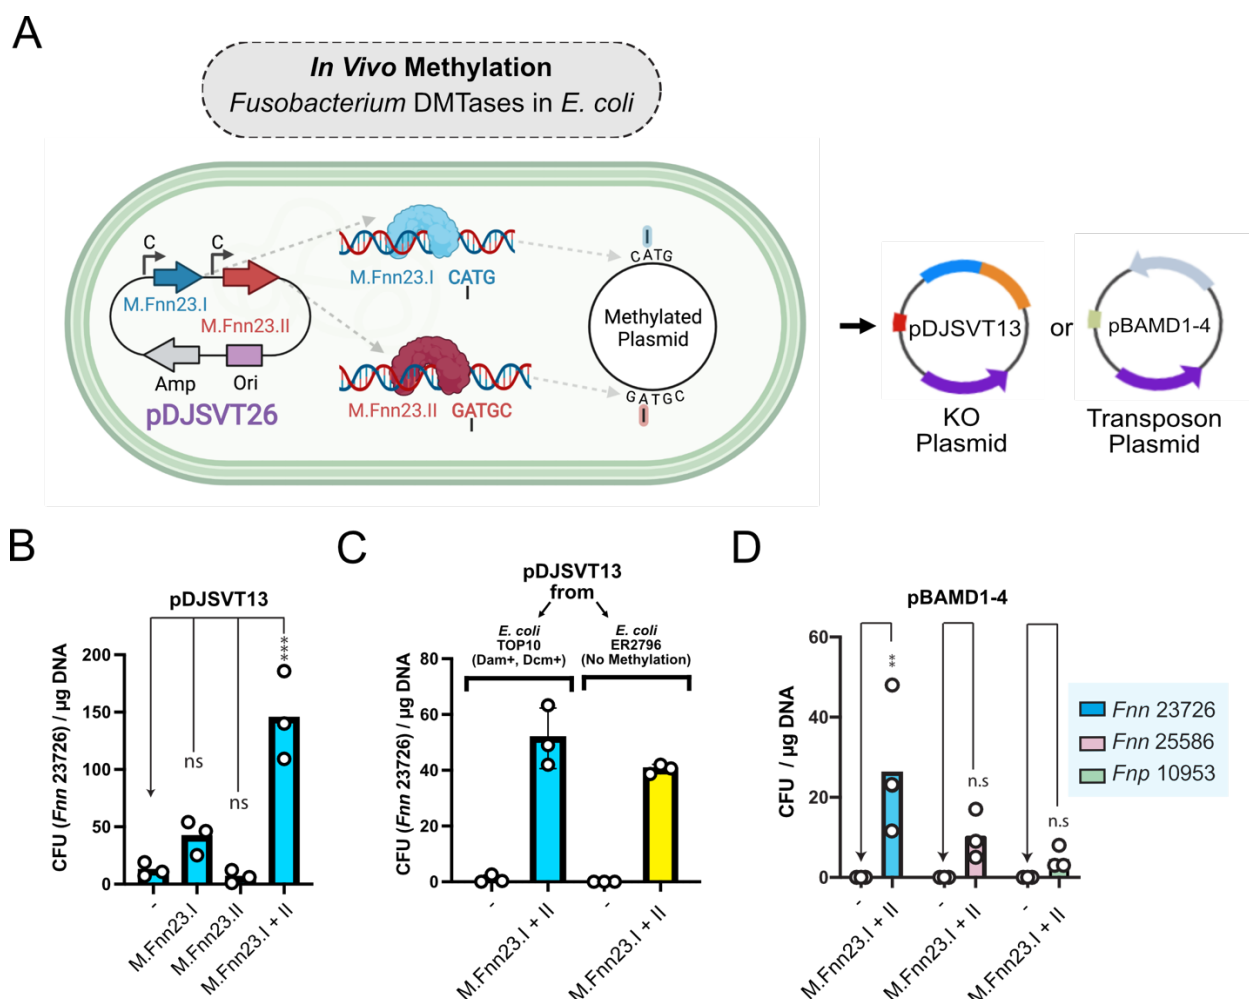 A
In Vivo Methylation
Fusobacterium DMTases in E. coli
C
C
M.Fnn23.I
M.Fnn23.II
Amp
Ori
pDJSVT26
M.Fnn23.I
CATG
I
M.Fnn23.II
GATGC
I
I
CATG
Methylated
Plasmid
GATGC
I
pDJSVT13
KO
Plasmid
or
pBAMD1-4
Transposon
Plasmid
B
pDJSVT13
CFU (Fnn 23726) / µg DNA
200
150
100
50
0
ns
ns
***
-
M.Fnn23.I
M.Fnn23.II
M.Fnn23.I + II
C
pDJSVT13
from
E. coli
TOP10
(Dam+, Dcm+)
E. coli
ER2796
(No Methylation)
CFU (Fnn 23726) / µg DNA
80
60
40
20
0
-
M.Fnn23.I + II
-
M.Fnn23.I + II
D
pBAMD1-4
CFU / µg DNA
60
40
20
0
**
n.s
n.s
-
M.Fnn23.I + II
-
M.Fnn23.I + II
-
M.Fnn23.I + II
Fnn 23726
Fnn 25586
Fnp 10953